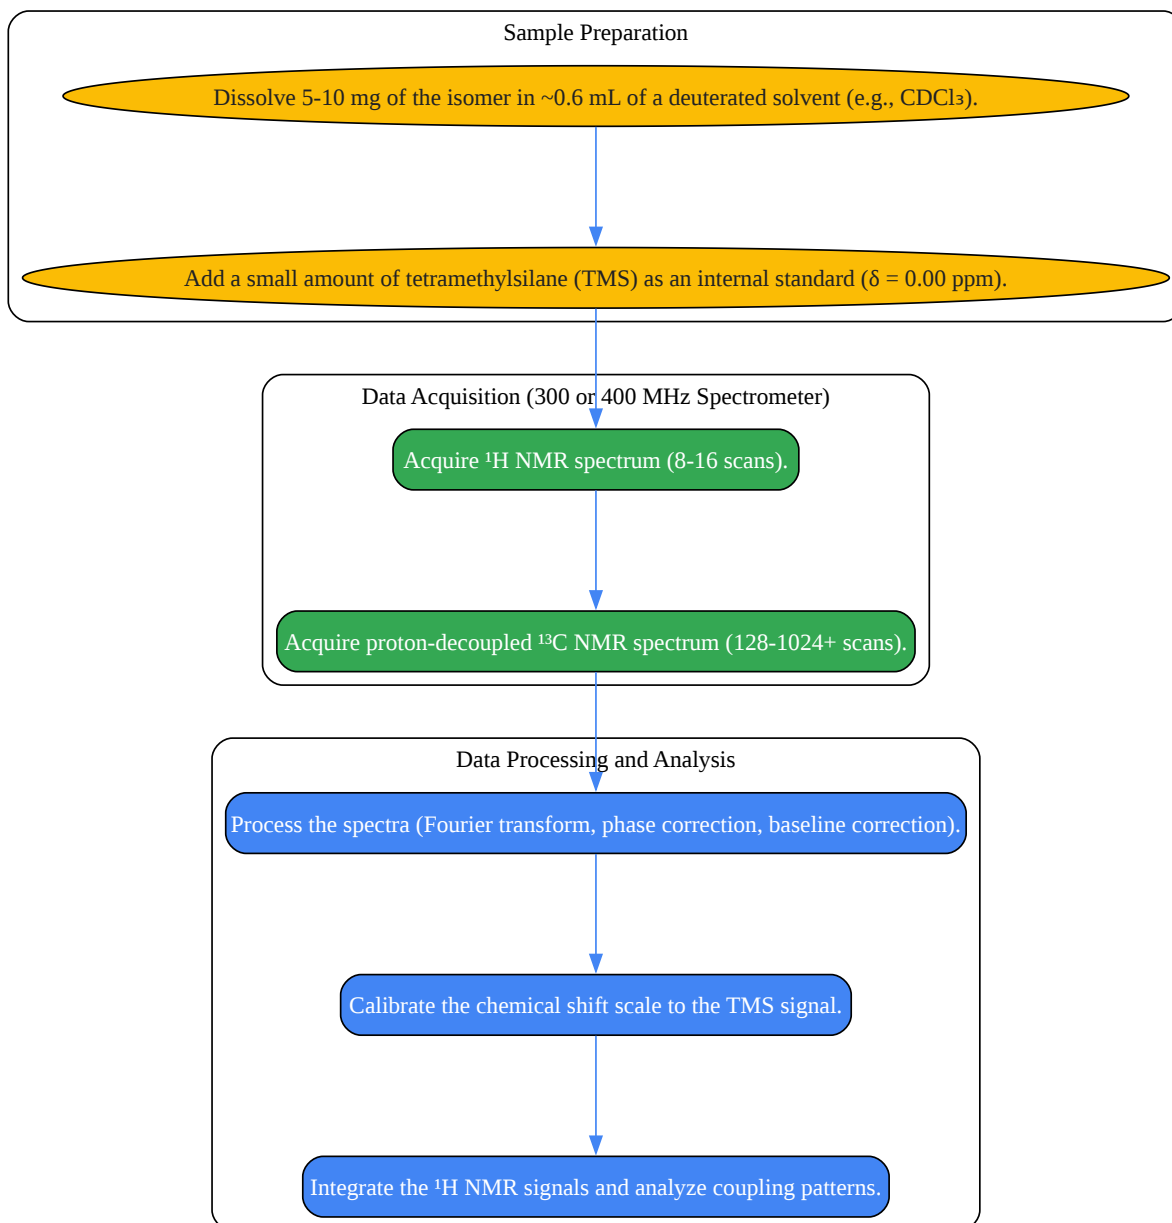 Sample Preparation
Dissolve 5-10 mg of the isomer in ~0.6 mL of a deuterated solvent (e.g., CDCl₃).
Add a small amount of tetramethylsilane (TMS) as an internal standard (δ = 0.00 ppm).
Data Acquisition (300 or 400 MHz Spectrometer)
Acquire ¹H NMR spectrum (8-16 scans).
Acquire proton-decoupled ¹³C NMR spectrum (128-1024+ scans).
Data Processing and Analysis
Process the spectra (Fourier transform, phase correction, baseline correction).
Calibrate the chemical shift scale to the TMS signal.
Integrate the ¹H NMR signals and analyze coupling patterns.